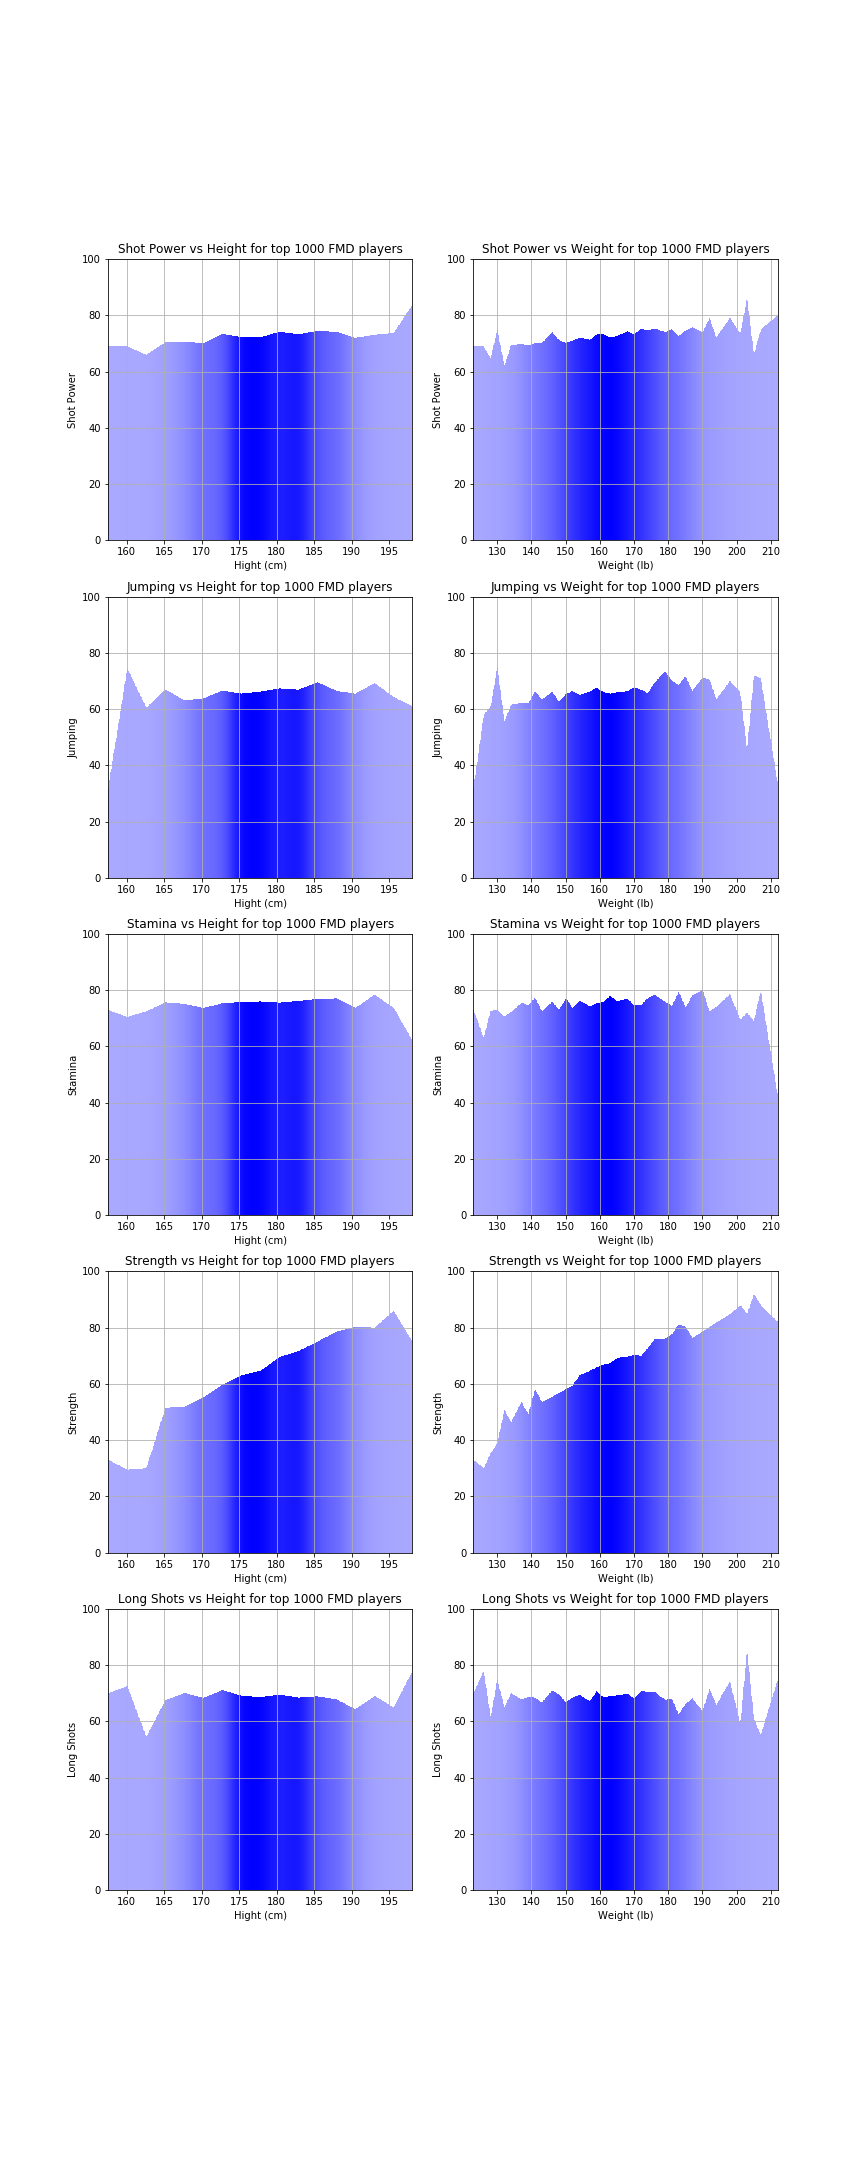 Shot Power vs Height for top 1000 FMD players
100
80
60
40
20
0
Shot Power
160 165 170 175 180 185 190 195
Hight (cm)
Shot Power vs Weight for top 1000 FMD players
100
80
60
40
20
0
Shot Power
130 140 150 160 170 180 190 200 210
Weight (lb)
Jumping vs Height for top 1000 FMD players
100
80
60
40
20
0
Jumping
160 165 170 175 180 185 190 195
Hight (cm)
Jumping vs Weight for top 1000 FMD players
100
80
60
40
20
0
Jumping
130 140 150 160 170 180 190 200 210
Weight (lb)
Stamina vs Height for top 1000 FMD players
100
80
60
40
20
0
Stamina
160 165 170 175 180 185 190 195
Hight (cm)
Stamina vs Weight for top 1000 FMD players
100
80
60
40
20
0
Stamina
130 140 150 160 170 180 190 200 210
Weight (lb)
Strength vs Height for top 1000 FMD players
100
80
60
40
20
0
Strength
160 165 170 175 180 185 190 195
Hight (cm)
Strength vs Weight for top 1000 FMD players
100
80
60
40
20
0
Strength
130 140 150 160 170 180 190 200 210
Weight (lb)
Long Shots vs Height for top 1000 FMD players
100
80
60
40
20
0
Long Shots
160 165 170 175 180 185 190 195
Hight (cm)
Long Shots vs Weight for top 1000 FMD players
100
80
60
40
20
0
Long Shots
130 140 150 160 170 180 190 200 210
Weight (lb)